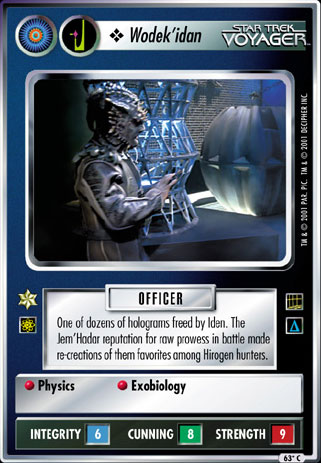 ❖ Wodek'idan
STAR TREK
VOYAGER™
TM & © 2001 PAR. PIC. TM & © 2001 DECIPHER INC.
OFFICER
One of dozens of holograms freed by Iden. The
Jem'Hadar reputation for raw prowess in battle made
re-creations of them favorites among Hirogen hunters.
Physics Exobiology
INTEGRITY 6 CUNNING 8 STRENGTH 9
63* C